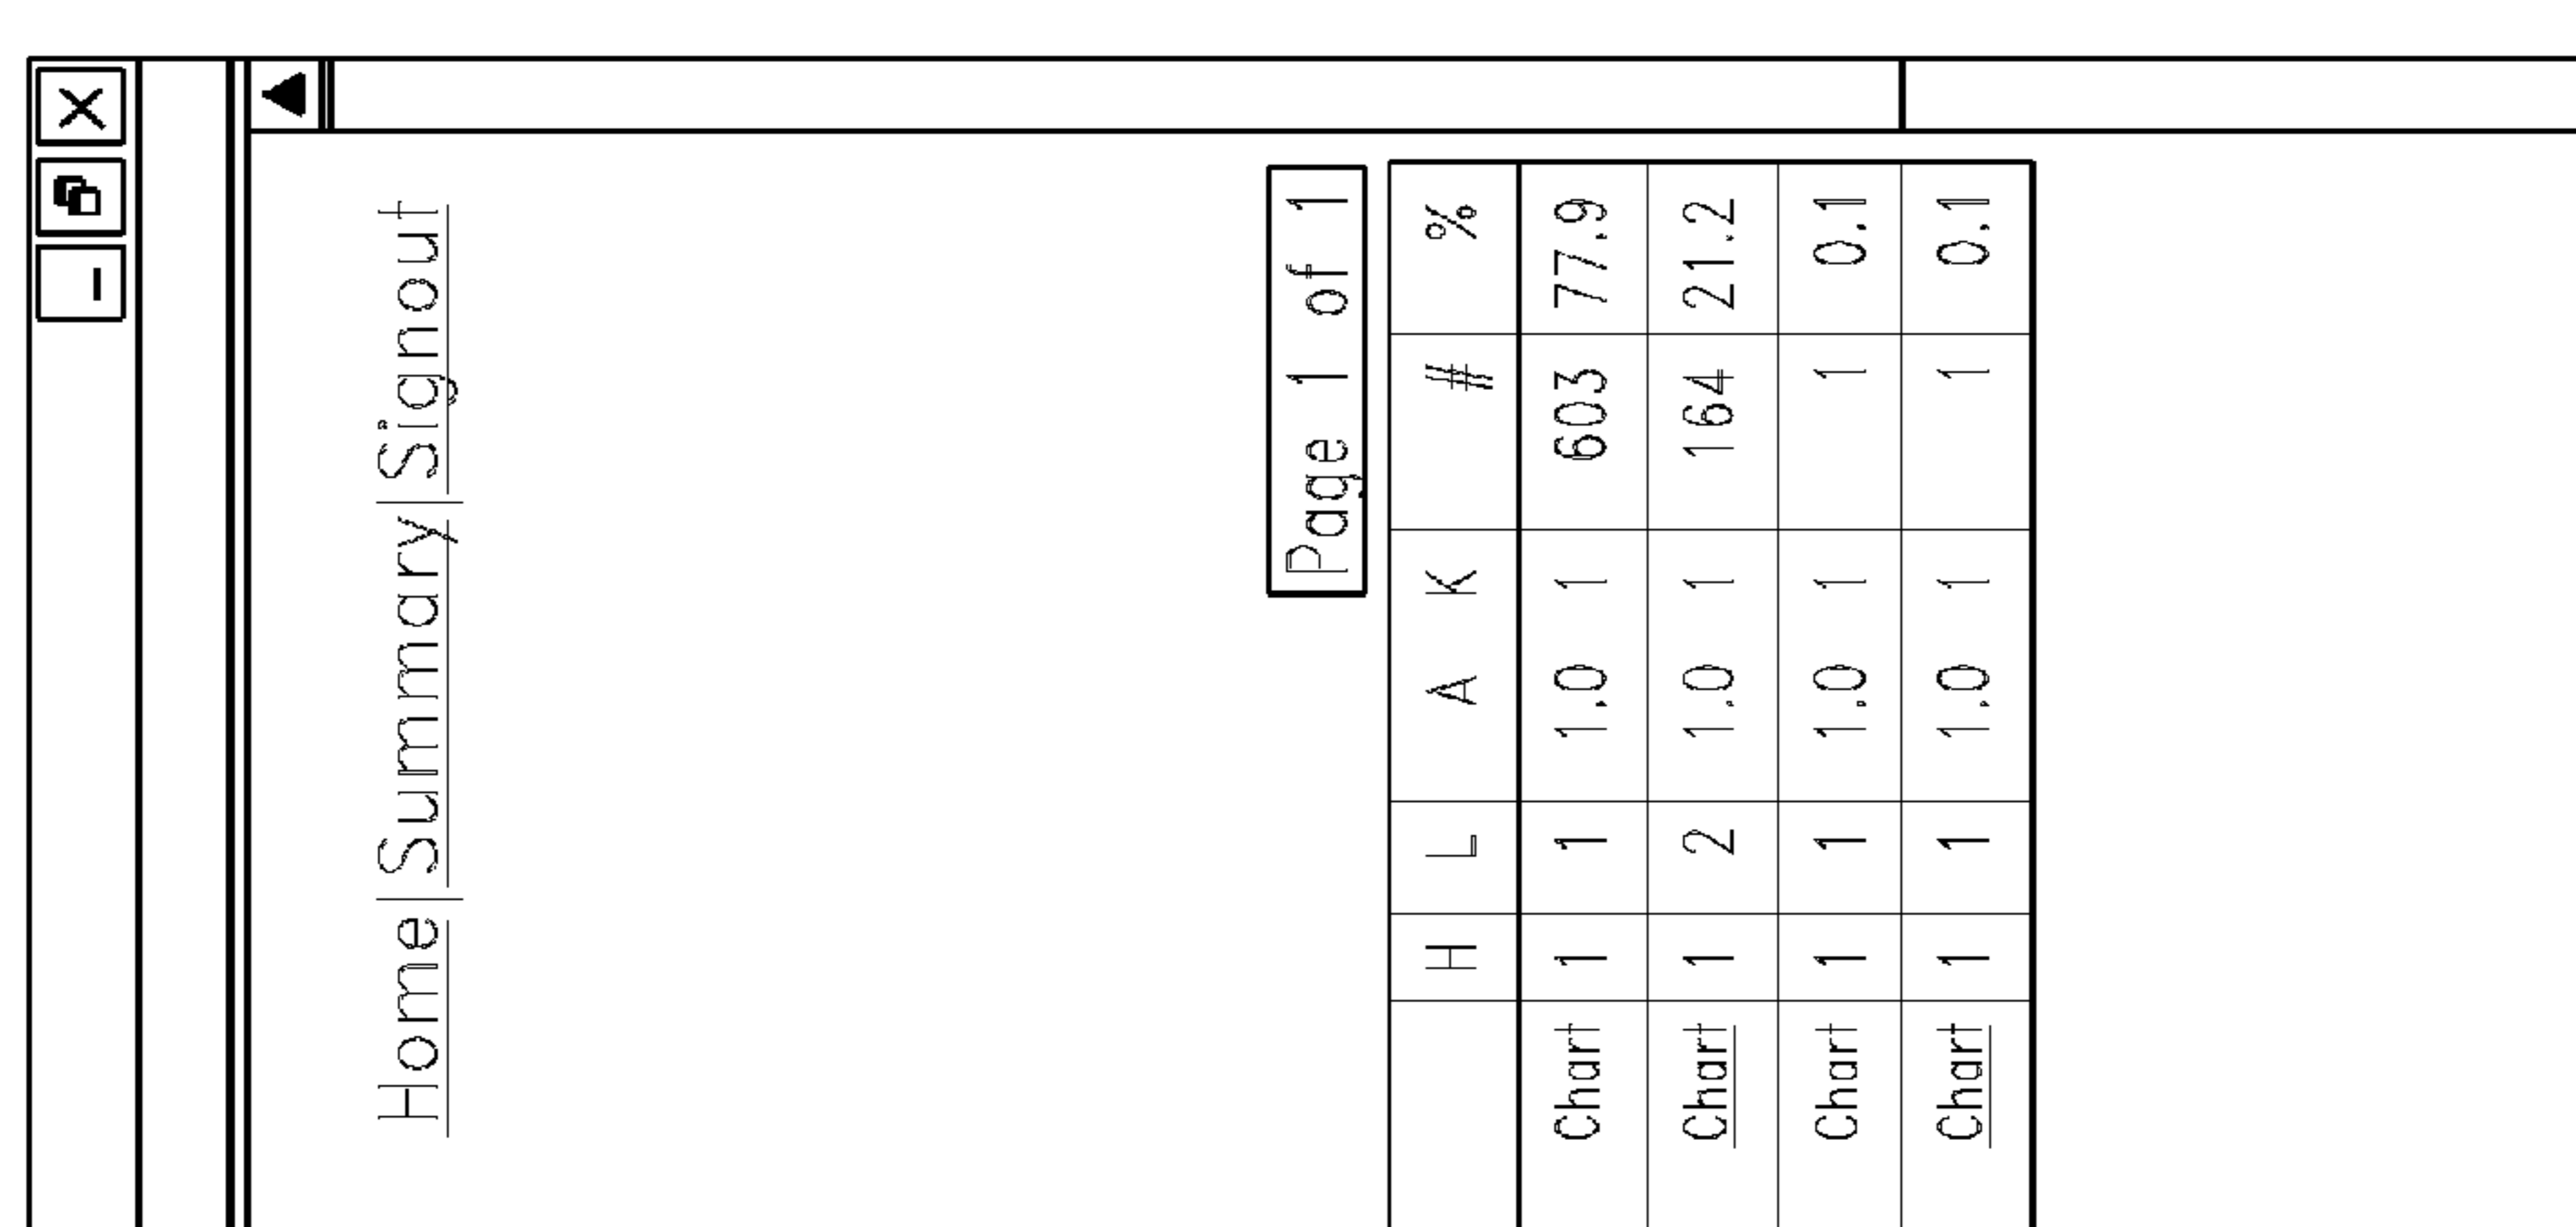 Home|Summary|Signout
Page 1 of 1
H L A K # %
Chart 1 1 1.0 1 603 77.9
Chart 1 2 1.0 1 164 21.2
Chart 1 1 1.0 1 1 0.1
Chart 1 1 1.0 1 1 0.1